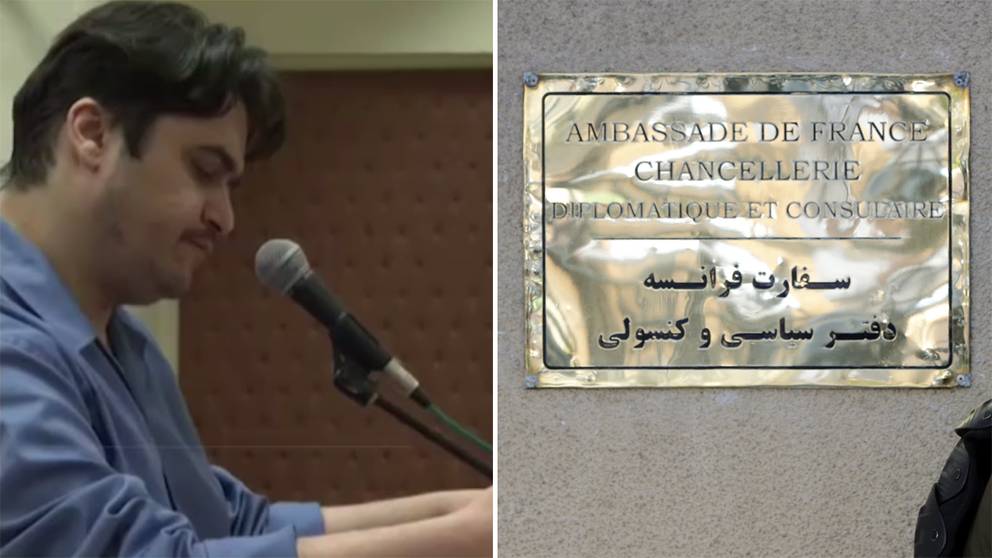 AMBASSADE DE FRANCE
CHANCELLERIE
DIPLOMATIQUE ET CONSULAIRE
سفارت فرانسه
دفتر سیاسی و کنسولی